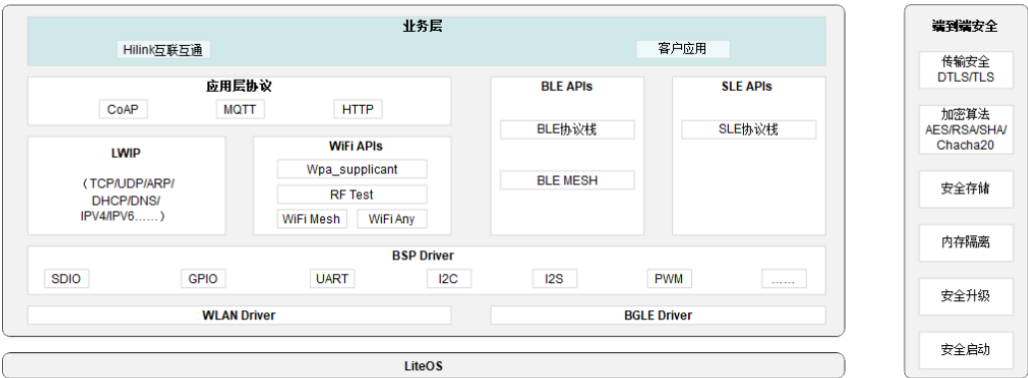 业务层
Hilink互联互通
客户应用
应用层协议
CoAP
MQTT
HTTP
LWIP
（TCP/UDP/ARP/
DHCP/DNS/
IPV4/IPV6……）
WiFi APIs
Wpa_supplicant
RF Test
WiFi Mesh
WiFi Any
BLE APIs
BLE协议栈
BLE MESH
SLE APIs
SLE协议栈
BSP Driver
SDIO
GPIO
UART
I2C
I2S
PWM
……
WLAN Driver
BGLE Driver
LiteOS
端到端安全
传输安全
DTLS/TLS
加密算法
AES/RSA/SHA/
Chacha20
安全存储
内存隔离
安全升级
安全启动